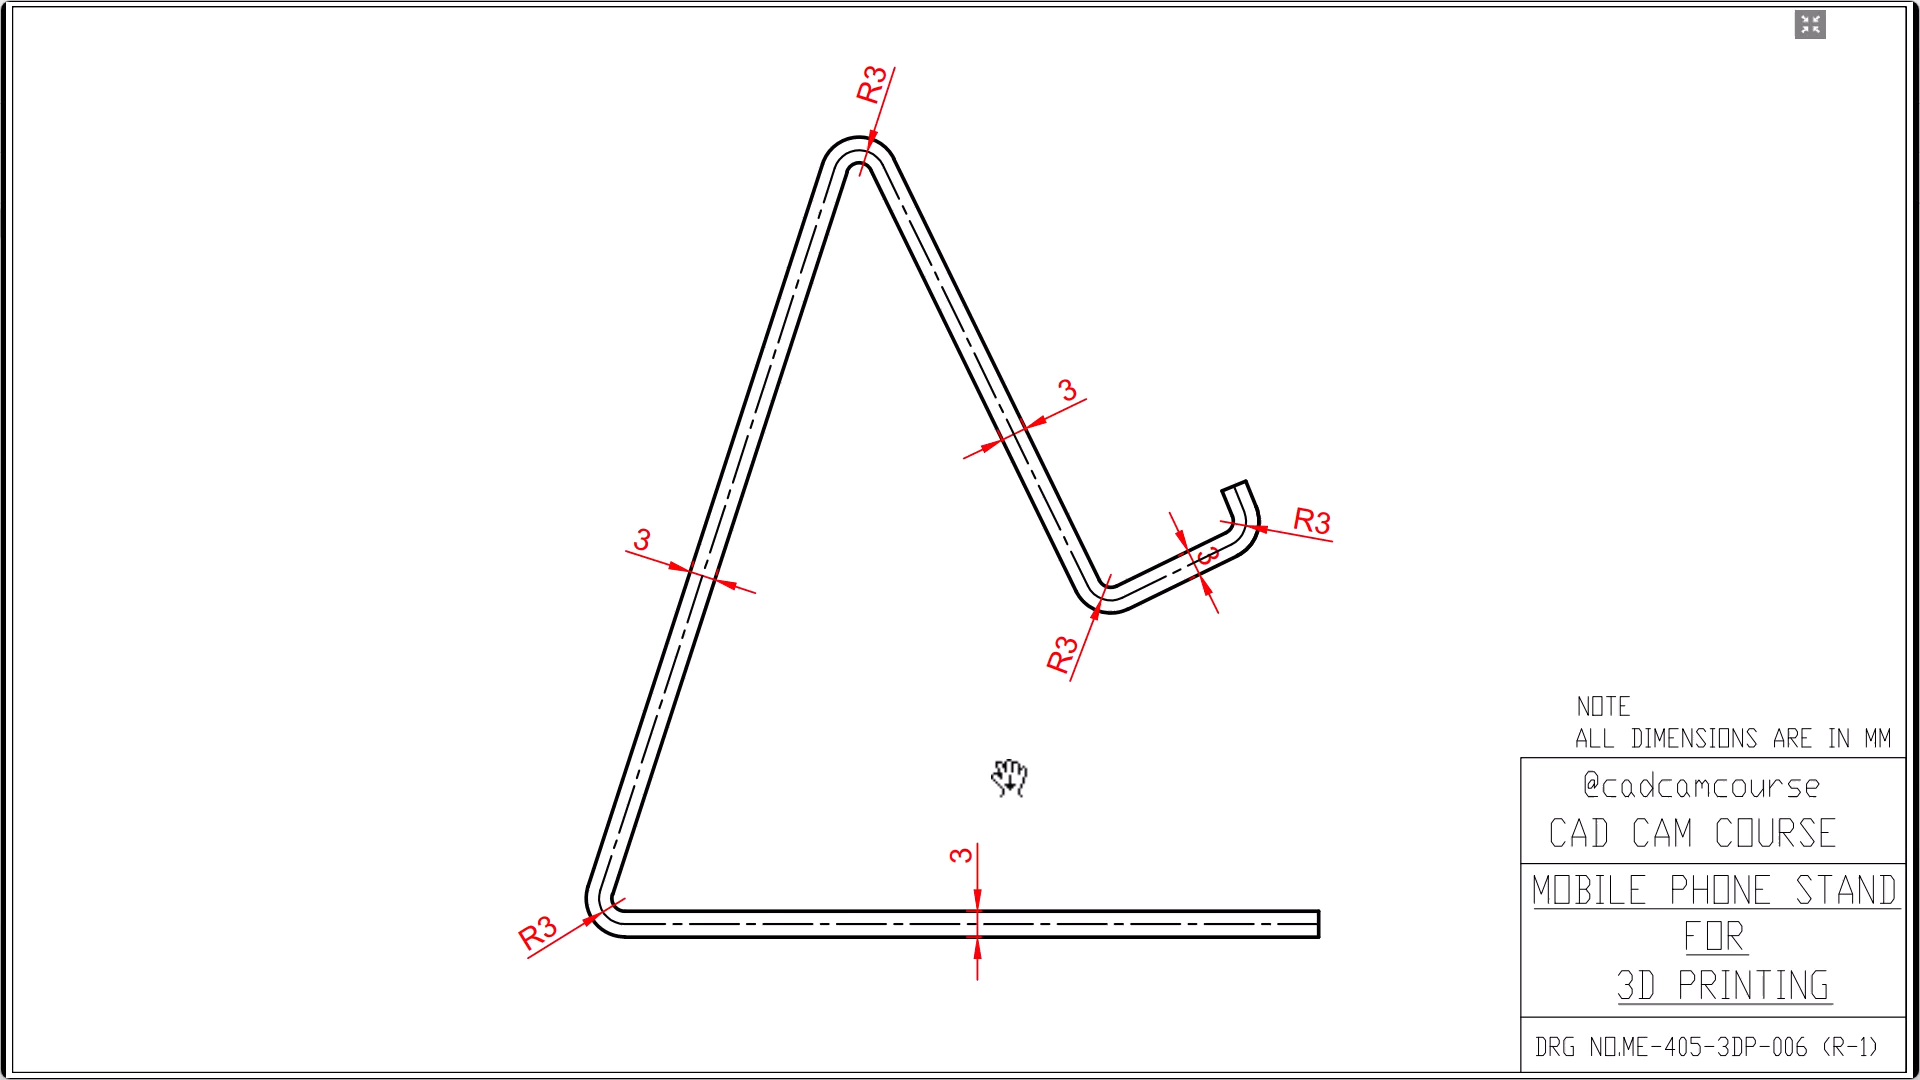 R3
3
3
R3
3
R3
3
R3
NOTE
ALL DIMENSIONS ARE IN MM
@cadcamcourse
CAD CAM COURSE
MOBILE PHONE STAND
FOR
3D PRINTING
DRG NO.ME-405-3DP-006 (R-1)